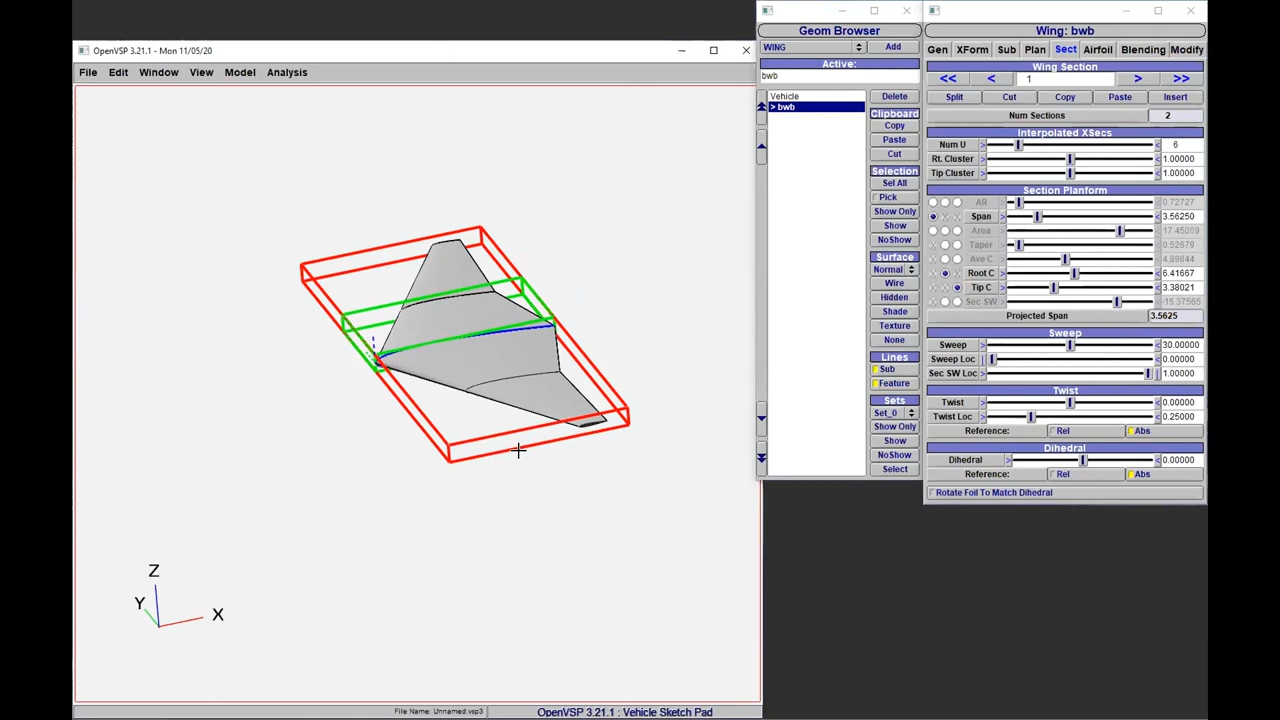 OpenVSP 3.21.1 - Mon 11/05/20
File Edit Window View Model Analysis
Z
Y
X
File Name: Unnamed.vsp3
OpenVSP 3.21.1 : Vehicle Sketch Pad
Geom Browser
WING Add
Active:
bwb
Vehicle
> bwb
Delete
Clipboard
Copy
Paste
Cut
Selection
Sel All
Pick
Show Only
Show
NoShow
Surface
Normal
Wire
Hidden
Shade
Texture
None
Lines
Sub
Feature
Sets
Set_0
Show Only
Show
NoShow
Select
Wing: bwb
Gen XForm Sub Plan Sect Airfoil Blending Modify
Wing Section
<< < 1 > >>
Split Cut Copy Paste Insert
Num Sections 2
Interpolated XSecs
Num U > < 6
Rt. Cluster > < 1.00000
Tip Cluster > < 1.00000
Section Planform
AR > < 0.72727
X X Span > < 3.56250
Area > < 17.45069
X Taper > < 0.52679
X Ave C > < 4.89844
X X Root C > < 6.41667
X Tip C > < 3.38021
X Sec SW > < -15.37565
Projected Span 3.5625
Sweep
Sweep > < 30.00000
Sweep Loc | < 0.00000
Sec SW Loc > | 1.00000
Twist
Twist > < 0.00000
Twist Loc > < 0.25000
Reference: Rel Abs
Dihedral
Dihedral > < 0.00000
Reference: Rel Abs
Rotate Foil To Match Dihedral